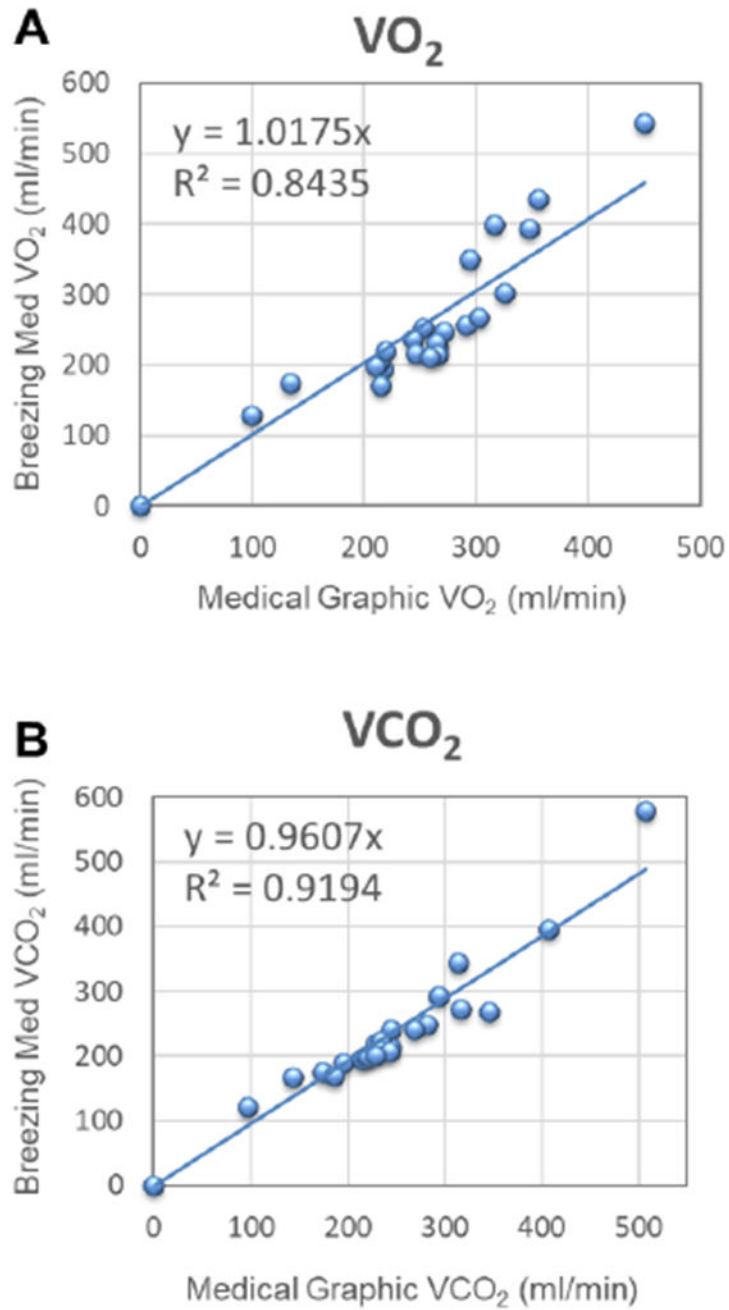 A
VO₂
y = 1.0175x
R² = 0.8435
Breezing Med VO₂ (ml/min)
600
500
400
300
200
100
0
0 100 200 300 400 500
Medical Graphic VO₂ (ml/min)
B
VCO₂
y = 0.9607x
R² = 0.9194
Breezing Med VCO₂ (ml/min)
600
500
400
300
200
100
0
0 100 200 300 400 500
Medical Graphic VCO₂ (ml/min)